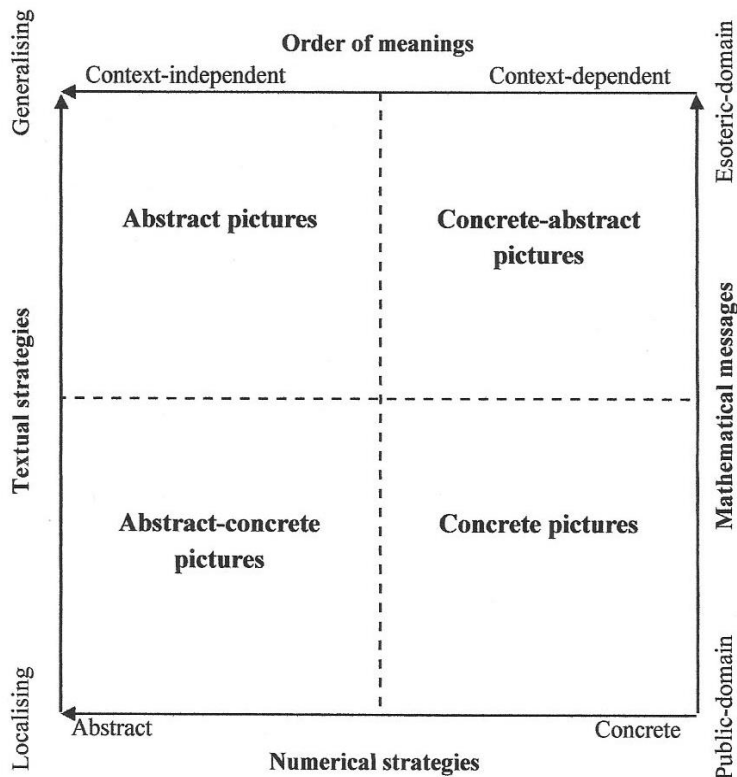 Order of meanings
Generalising
Context-independent
Context-dependent
Esoteric-domain
Abstract pictures
Concrete-abstract
pictures
Textual strategies
Mathematical messages
Abstract-concrete
pictures
Concrete pictures
Localising
Abstract
Concrete
Public-domain
Numerical strategies